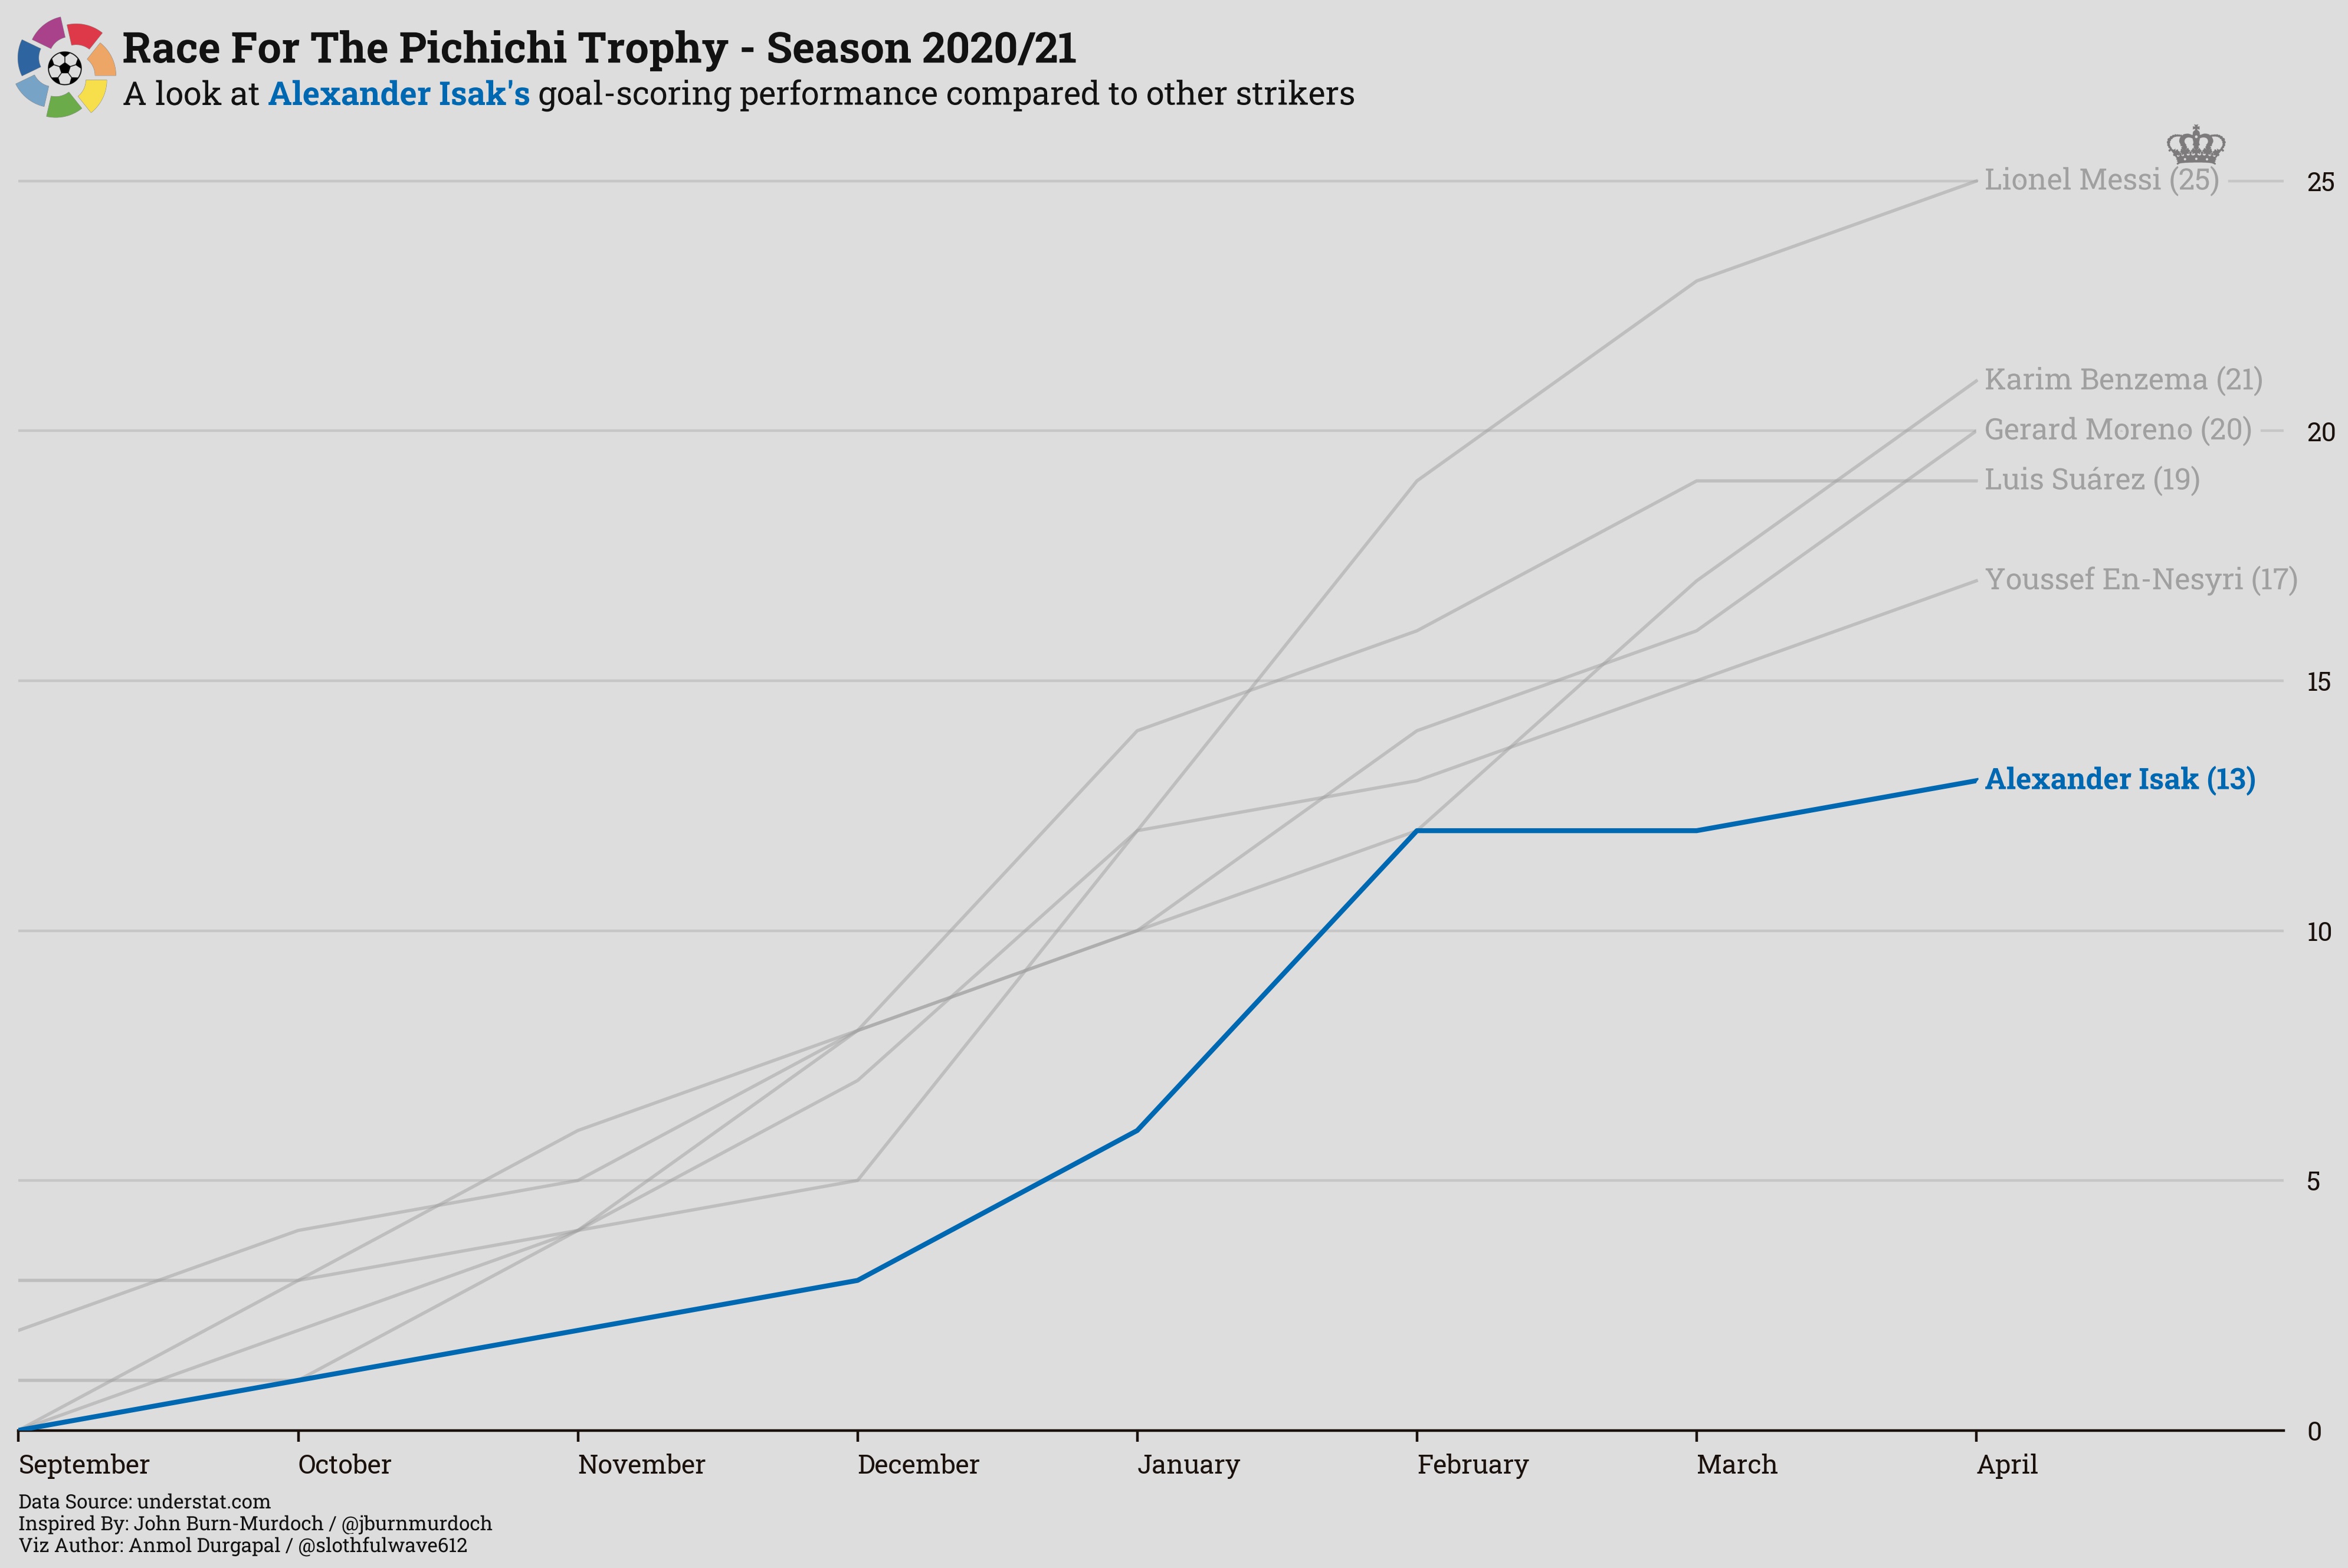 Race For The Pichichi Trophy - Season 2020/21
A look at Alexander Isak's goal-scoring performance compared to other strikers
Lionel Messi (25)
25
Karim Benzema (21)
Gerard Moreno (20)
20
Luis Suárez (19)
Youssef En-Nesyri (17)
15
Alexander Isak (13)
10
5
0
September October November December January February March April
Data Source: understat.com
Inspired By: John Burn-Murdoch / @jburnmurdoch
Viz Author: Anmol Durgapal / @slothfulwave612